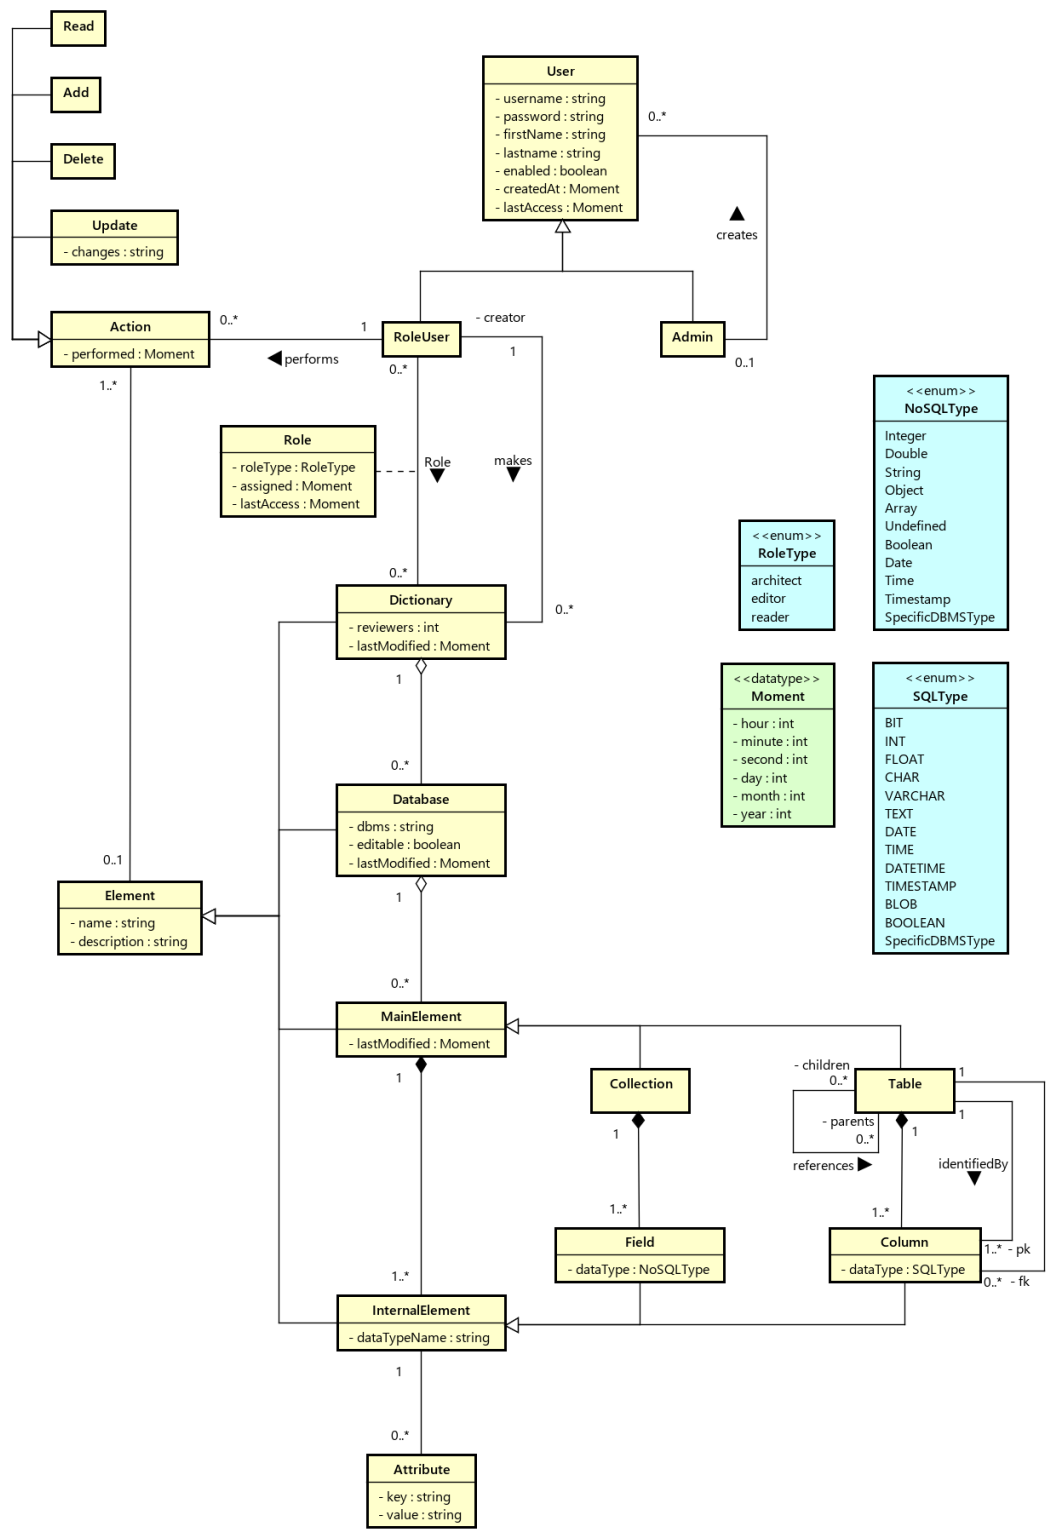 Read
Add
Delete
Update
- changes : string
User
- username : string
- password : string
- firstName : string
- lastname : string
- enabled : boolean
- createdAt : Moment
- lastAccess : Moment
0..*
creates
Action
- performed : Moment
0..*
1
performs
RoleUser
- creator
1
Admin
0..1
1..*
0..*
Role
- roleType : RoleType
- assigned : Moment
- lastAccess : Moment
Role
makes
<<enum>>
NoSQLType
Integer
Double
String
Object
Array
Undefined
Boolean
Date
Time
Timestamp
SpecificDBMSType
<<enum>>
RoleType
architect
editor
reader
0..*
Dictionary
- reviewers : int
- lastModified : Moment
0..*
1
<<datatype>>
Moment
- hour : int
- minute : int
- second : int
- day : int
- month : int
- year : int
<<enum>>
SQLType
BIT
INT
FLOAT
CHAR
VARCHAR
TEXT
DATE
TIME
DATETIME
TIMESTAMP
BLOB
BOOLEAN
SpecificDBMSType
0..*
Database
- dbms : string
- editable : boolean
- lastModified : Moment
0..1
Element
- name : string
- description : string
1
0..*
MainElement
- lastModified : Moment
1
Collection
1
- children
0..*
Table
1
1
- parents
0..*
1
references
identifiedBy
1..*
Field
- dataType : NoSQLType
1..*
Column
- dataType : SQLType
1..* - pk
0..* - fk
1..*
InternalElement
- dataTypeName : string
1
0..*
Attribute
- key : string
- value : string